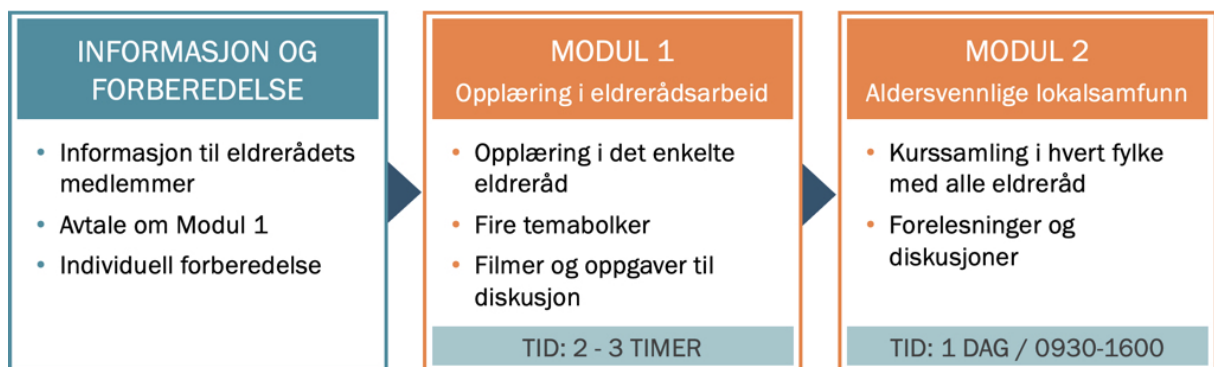 INFORMASJON OG
FORBEREDELSE
• Informasjon til eldrerådets
medlemmer
• Avtale om Modul 1
• Individuell forberedelse
MODUL 1
Opplæring i eldrerådsarbeid
• Opplæring i det enkelte
eldreråd
• Fire temabolker
• Filmer og oppgaver til
diskusjon
TID: 2 - 3 TIMER
MODUL 2
Aldersvennlige lokalsamfunn
• Kurssamling i hvert fylke
med alle eldreråd
• Forelesninger og
diskusjoner
TID: 1 DAG / 0930-1600